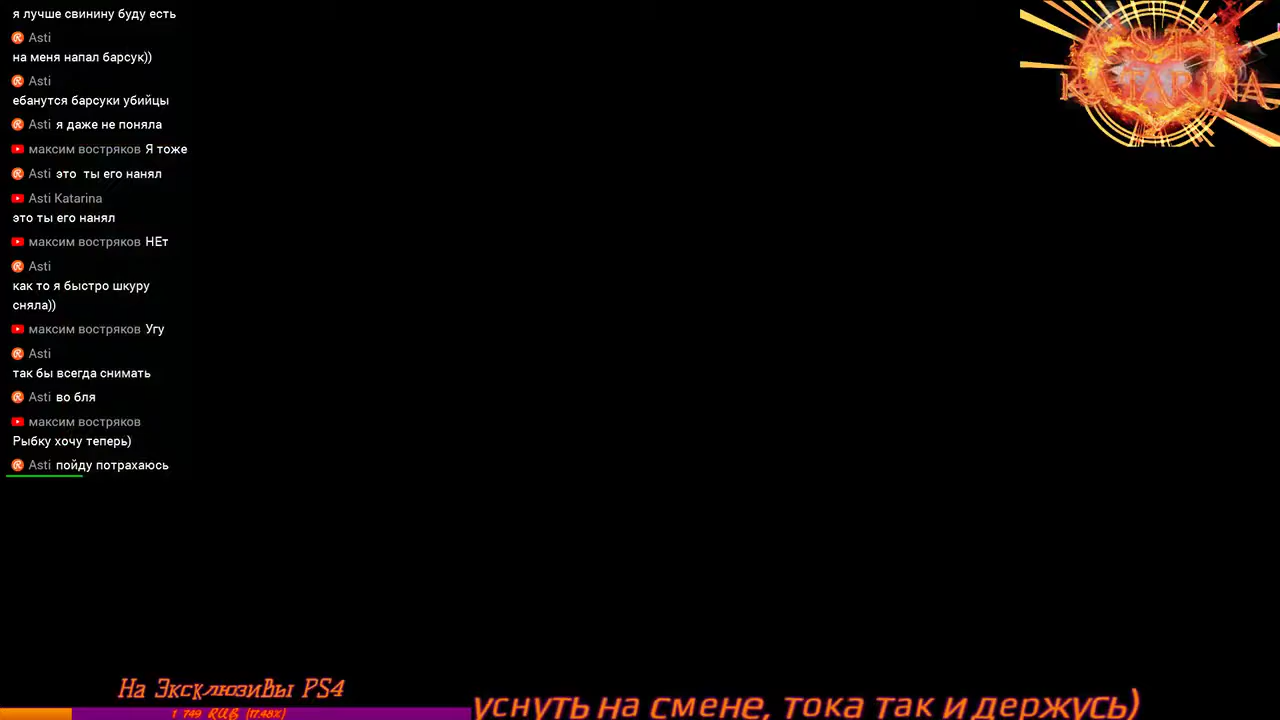 я лучше свинину буду есть
Asti
на меня напал барсук))
Asti
ебанутся барсуки убийцы
Asti я даже не поняла
максим востряков Я тоже
Asti это ты его нанял
Asti Katarina
это ты его нанял
максим востряков НЕт
Asti
как то я быстро шкуру
сняла))
максим востряков Угу
Asti
так бы всегда снимать
Asti во бля
максим востряков
Рыбку хочу теперь)
Asti пойду потрахаюсь
ASTI
KATARINA
На Эксклюзивы PS4
1 749 RUB (17.48%)
уснуть на смене, тока так и держусь)